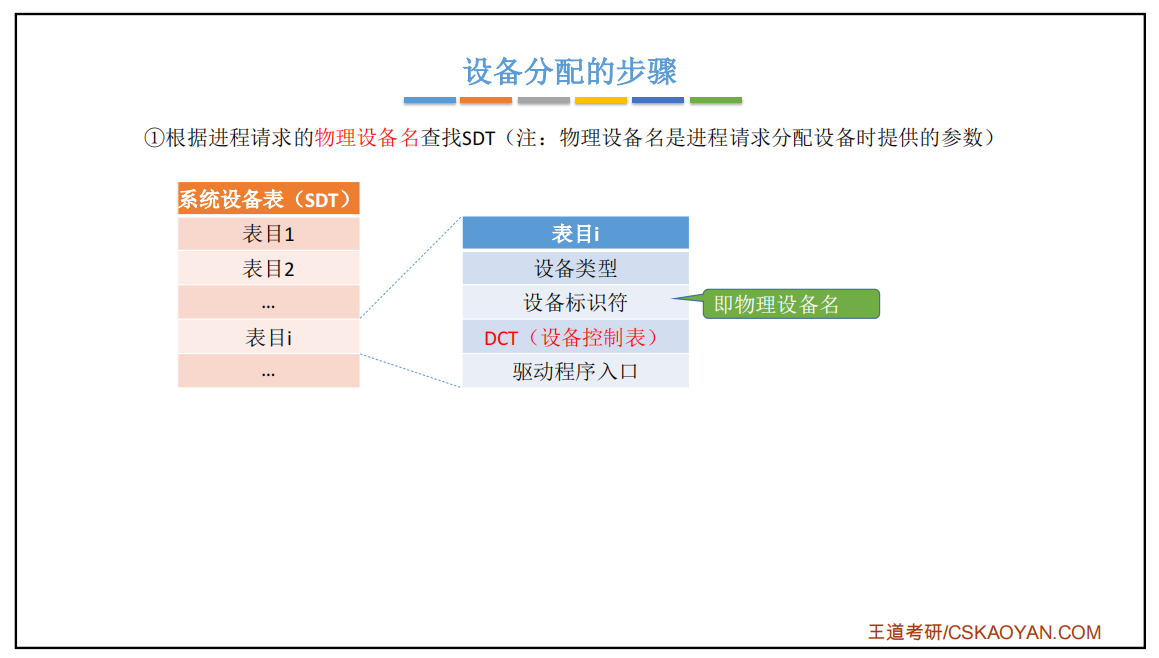 设备分配的步骤
①根据进程请求的物理设备名查找SDT（注：物理设备名是进程请求分配设备时提供的参数）
系统设备表（SDT）
表目1
表目2
…
表目i
…
表目i
设备类型
设备标识符
DCT（设备控制表）
驱动程序入口
即物理设备名
王道考研/CSKAOYAN.COM